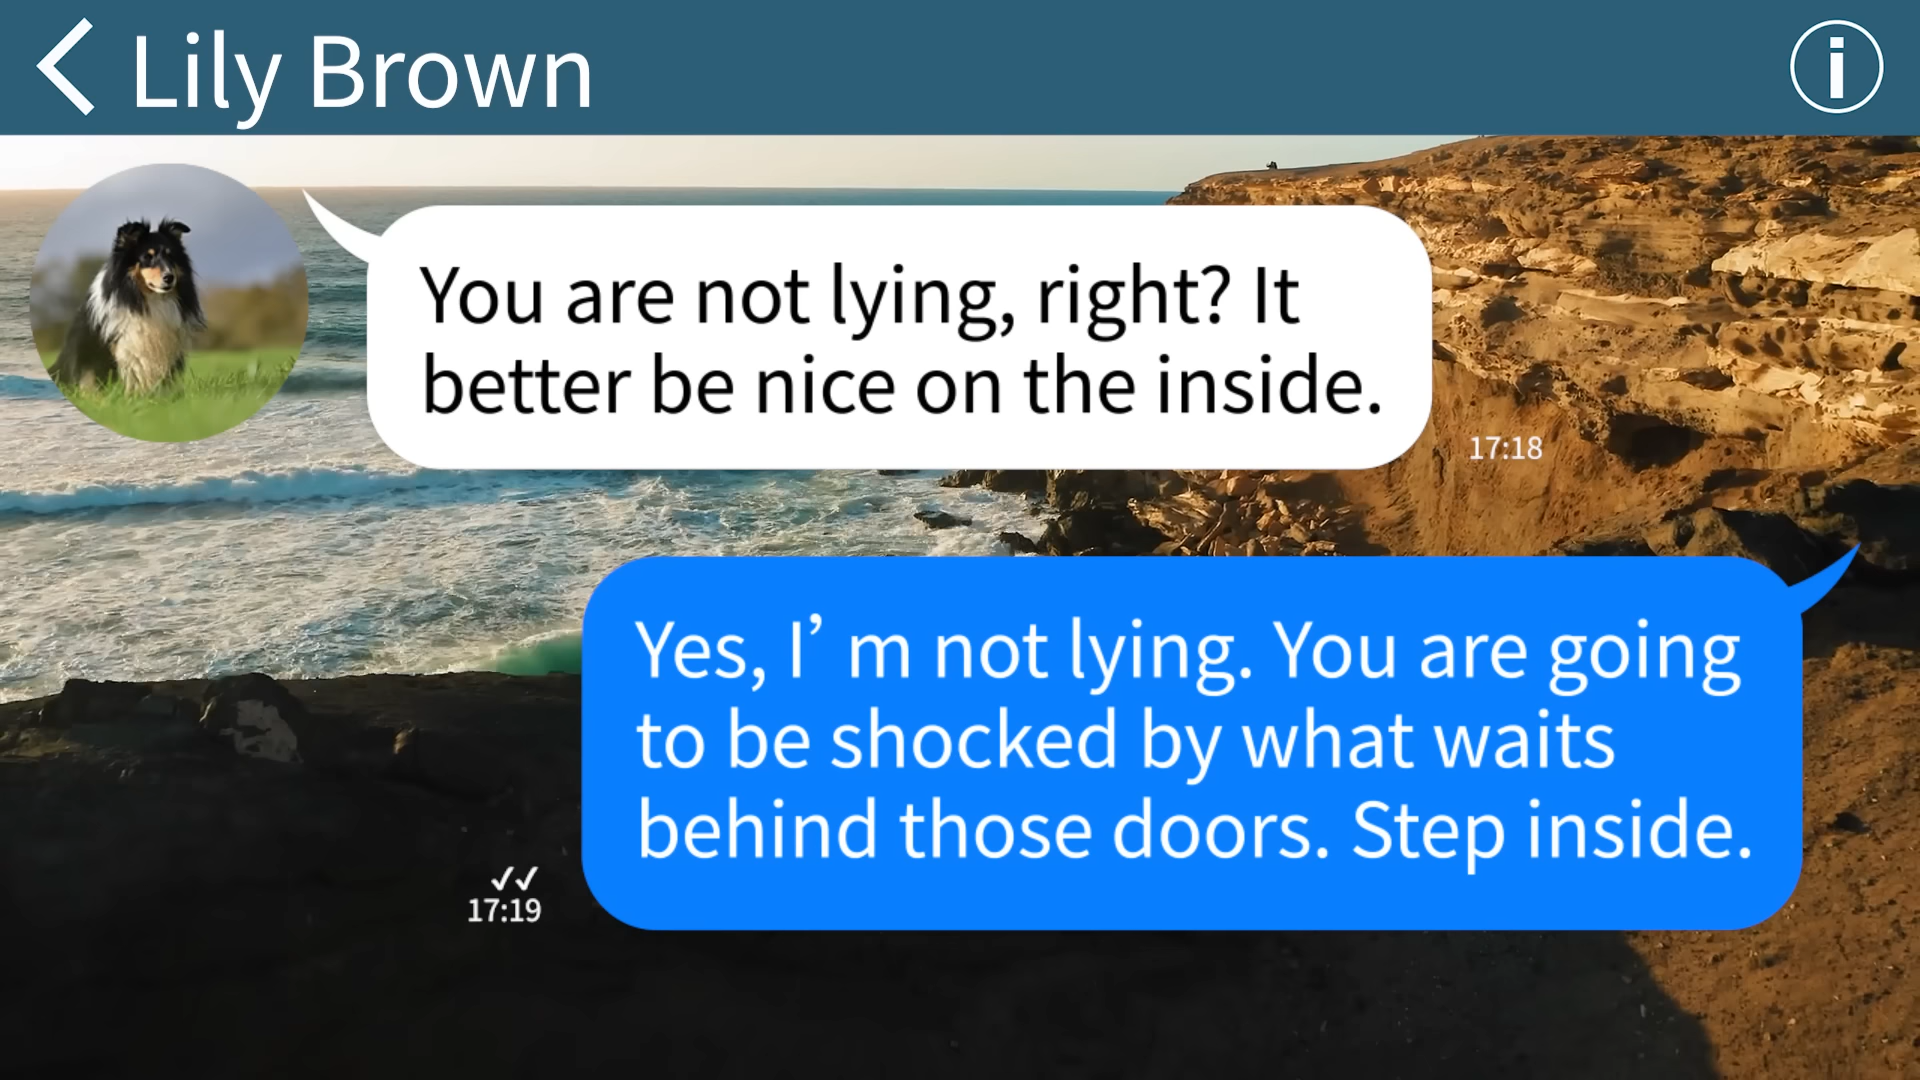 Lily Brown
You are not lying, right? It
better be nice on the inside.
17:18
Yes, I’ m not lying. You are going
to be shocked by what waits
behind those doors. Step inside.
17:19